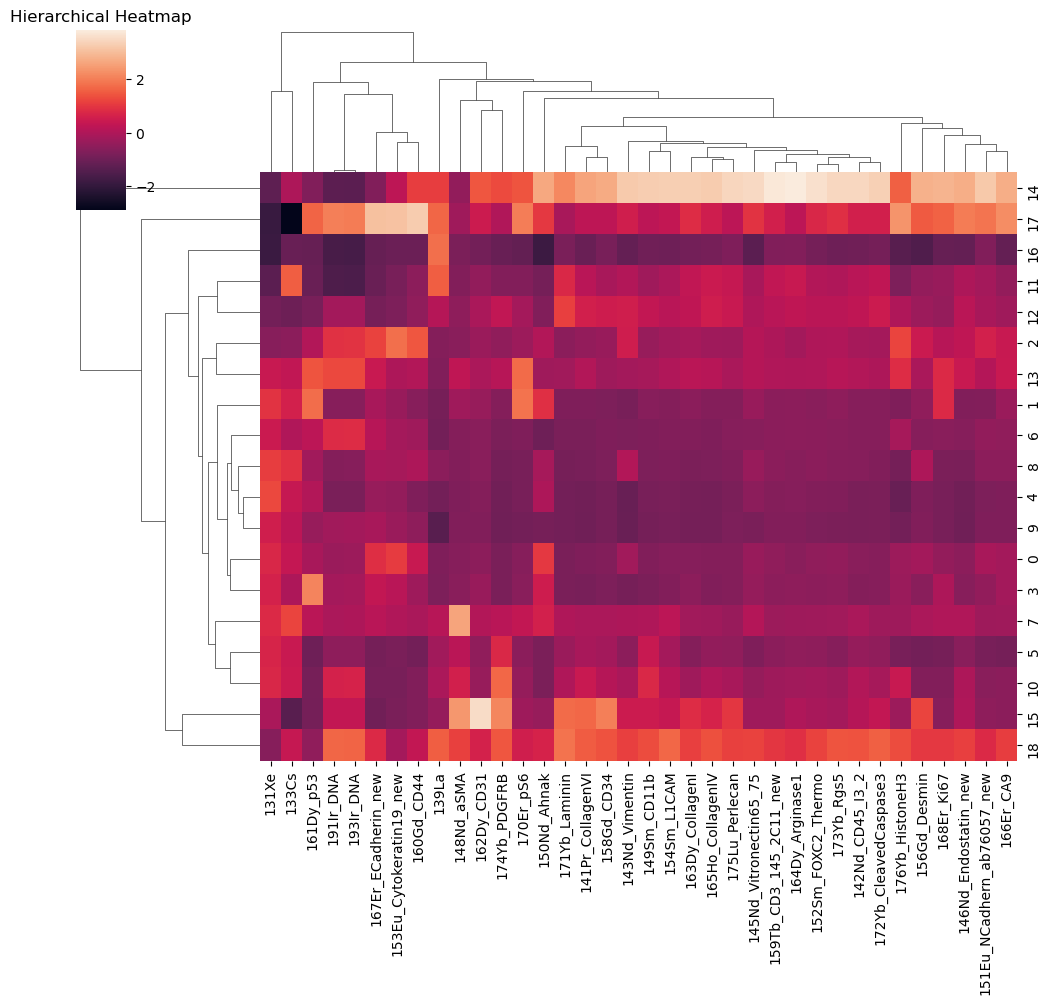 Hierarchical Heatmap
2
0
−2
14
17
16
11
12
2
13
1
6
8
4
9
0
3
7
5
10
15
18
131Xe
133Cs
161Dy_p53
191Ir_DNA
193Ir_DNA
167Er_ECadherin_new
153Eu_Cytokeratin19_new
160Gd_CD44
139La
148Nd_aSMA
162Dy_CD31
174Yb_PDGFRB
170Er_pS6
150Nd_Ahnak
171Yb_Laminin
141Pr_CollagenVI
158Gd_CD34
143Nd_Vimentin
149Sm_CD11b
154Sm_L1CAM
163Dy_CollagenI
165Ho_CollagenIV
175Lu_Perlecan
145Nd_Vitronectin65_75
159Tb_CD3_145_2C11_new
164Dy_Arginase1
152Sm_FOXC2_Thermo
173Yb_Rgs5
142Nd_CD45_I3_2
172Yb_CleavedCaspase3
176Yb_HistoneH3
156Gd_Desmin
168Er_Ki67
146Nd_Endostatin_new
151Eu_NCadhern_ab76057_new
166Er_CA9